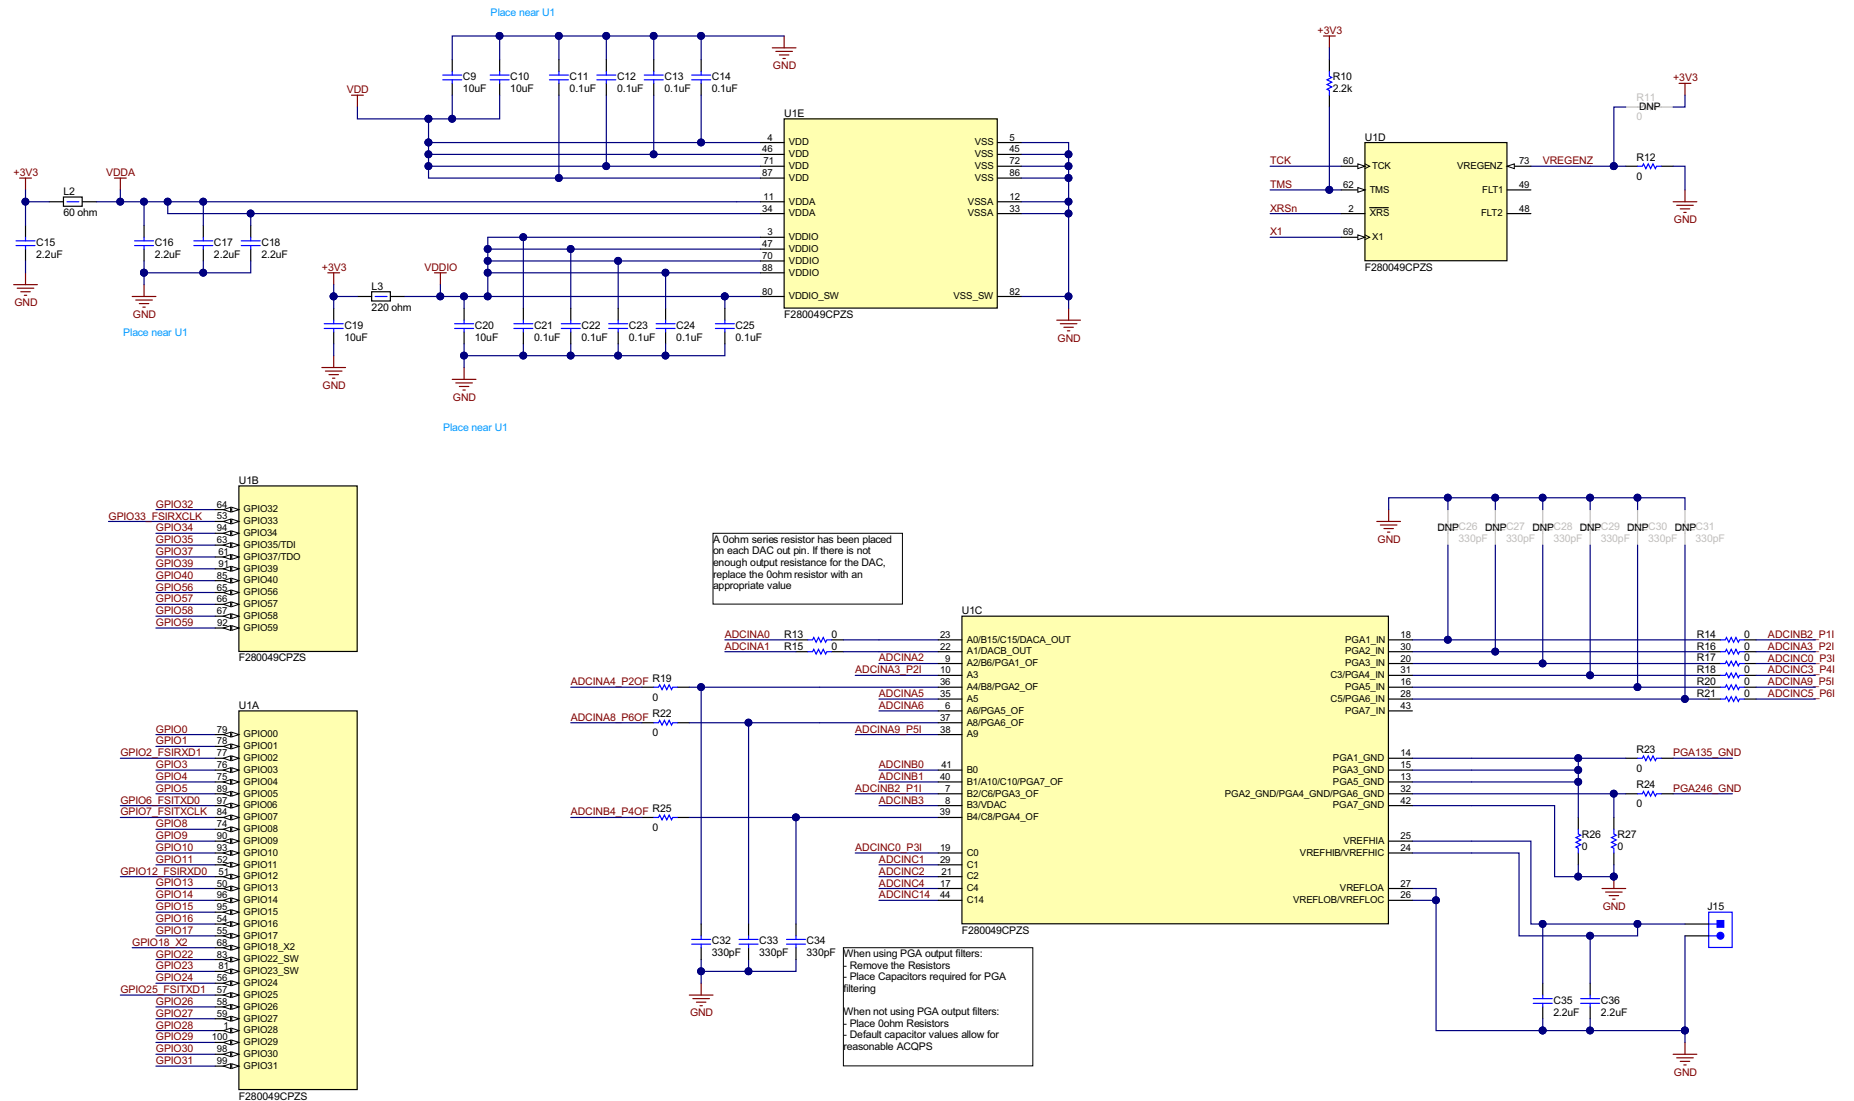 Place near U1
+3V3
GND
C9
10uF
C10
10uF
C11
0.1uF
C12
0.1uF
C13
0.1uF
C14
0.1uF
VDD
R10
2.2k
+3V3
R11
DNP
0
U1E
4 VDD
46 VDD
71 VDD
87 VDD
11 VDDA
34 VDDA
3 VDDIO
47 VDDIO
70 VDDIO
88 VDDIO
80 VDDIO_SW
VSS 5
VSS 45
VSS 72
VSS 86
VSSA 12
VSSA 33
VSS_SW 82
F280049CPZS
GND
U1D
TCK 60 TCK
TMS 62 TMS
XRSn 2 XRS
X1 69 X1
VREGENZ 73 VREGENZ
FLT1 49
FLT2 48
F280049CPZS
R12
0
GND
+3V3
L2
60 ohm
VDDA
C15
2.2uF
C16
2.2uF
C17
2.2uF
C18
2.2uF
GND
GND
Place near U1
+3V3
L3
220 ohm
VDDIO
C19
10uF
C20
10uF
C21
0.1uF
C22
0.1uF
C23
0.1uF
C24
0.1uF
C25
0.1uF
GND
GND
Place near U1
U1B
GPIO32 64 GPIO32
GPIO33_FSIRXCLK 53 GPIO33
GPIO34 94 GPIO34
GPIO35 63 GPIO35/TDI
GPIO37 61 GPIO37/TDO
GPIO39 91 GPIO39
GPIO40 85 GPIO40
GPIO56 65 GPIO56
GPIO57 66 GPIO57
GPIO58 67 GPIO58
GPIO59 92 GPIO59
F280049CPZS
U1A
GPIO0 79 GPIO00
GPIO1 78 GPIO01
GPIO2_FSIRXD1 77 GPIO02
GPIO3 76 GPIO03
GPIO4 75 GPIO04
GPIO5 89 GPIO05
GPIO6_FSITXD0 97 GPIO06
GPIO7_FSITXCLK 84 GPIO07
GPIO8 74 GPIO08
GPIO9 90 GPIO09
GPIO10 93 GPIO10
GPIO11 52 GPIO11
GPIO12_FSIRXD0 51 GPIO12
GPIO13 50 GPIO13
GPIO14 96 GPIO14
GPIO15 95 GPIO15
GPIO16 54 GPIO16
GPIO17 55 GPIO17
GPIO18_X2 68 GPIO18_X2
GPIO22 83 GPIO22_SW
GPIO23 81 GPIO23_SW
GPIO24 56 GPIO24
GPIO25_FSITXD1 57 GPIO25
GPIO26 58 GPIO26
GPIO27 59 GPIO27
GPIO28 1 GPIO28
GPIO29 100 GPIO29
GPIO30 98 GPIO30
GPIO31 99 GPIO31
F280049CPZS
A 0ohm series resistor has been placed
on each DAC out pin. If there is not
enough output resistance for the DAC,
replace the 0ohm resistor with an
appropriate value
U1C
ADCINA0 R13 0 23 A0/B15/C15/DACA_OUT
ADCINA1 R15 0 22 A1/DACB_OUT
ADCINA2 9 A2/B6/PGA1_OF
ADCINA3_P2I 10 A3
ADCINA4_P2OF R19 0 36 A4/B8/PGA2_OF
ADCINA5 35 A5
ADCINA6 6 A6/PGA5_OF
ADCINA8_P6OF R22 0 37 A8/PGA6_OF
ADCINA9_P5I 38 A9
ADCINB0 41 B0
ADCINB1 40 B1/A10/C10/PGA7_OF
ADCINB2_P1I 7 B2/C6/PGA3_OF
ADCINB3 8 B3/VDAC
ADCINB4_P4OF R25 0 39 B4/C8/PGA4_OF
ADCINC0_P3I 19 C0
ADCINC1 29 C1
ADCINC2 21 C2
ADCINC4 17 C4
ADCINC14 44 C14
F280049CPZS
C32
330pF
C33
330pF
C34
330pF
GND
When using PGA output filters:
- Remove the Resistors
- Place Capacitors required for PGA
filtering
When not using PGA output filters:
- Place 0ohm Resistors
- Default capacitor values allow for
reasonable ACQPS
GND
DNP C26
330pF
DNP C27
330pF
DNP C28
330pF
DNP C29
330pF
DNP C30
330pF
DNP C31
330pF
PGA1_IN 18 R14 0 ADCINB2_P1I
PGA2_IN 30 R16 0 ADCINA3_P2I
PGA3_IN 20 R17 0 ADCINC0_P3I
C3/PGA4_IN 31 R18 0 ADCINC3_P4I
PGA5_IN 16 R20 0 ADCINA9_P5I
C5/PGA6_IN 28 R21 0 ADCINC5_P6I
PGA7_IN 43
PGA1_GND 14 R23 0 PGA135_GND
PGA3_GND 15
PGA5_GND 13
PGA2_GND/PGA4_GND/PGA6_GND 32 R24 0 PGA246_GND
PGA7_GND 42
R26
0
R27
0
GND
VREFHIA 25
VREFHIB/VREFHIC 24
VREFLOA 27
VREFLOB/VREFLOC 26
J15
C35
2.2uF
C36
2.2uF
GND